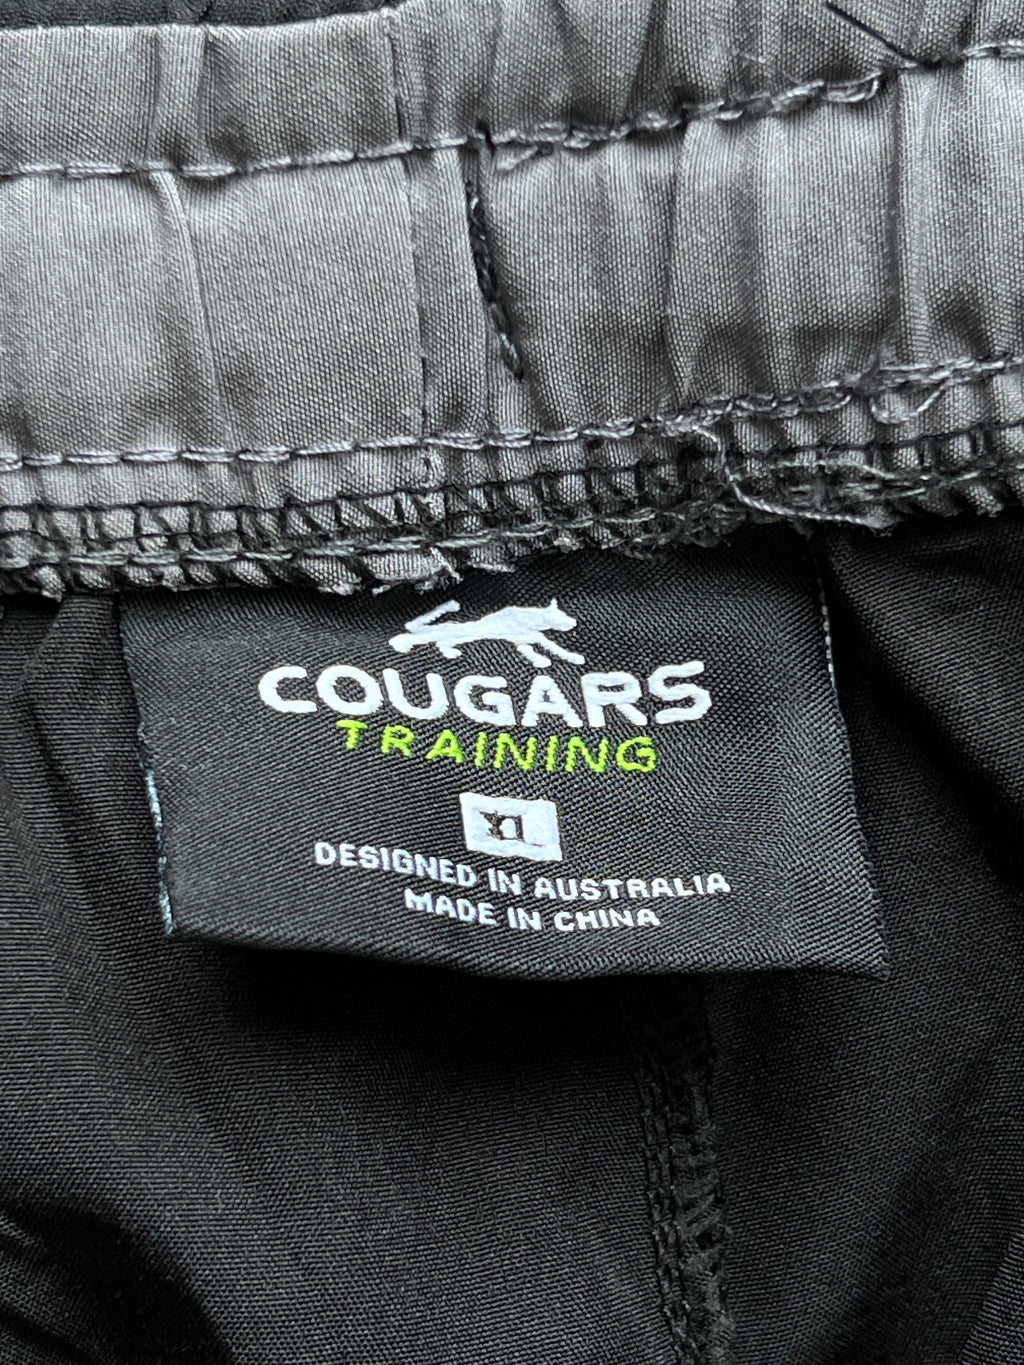 COUGARS
TRAINING
XL
DESIGNED IN AUSTRALIA
MADE IN CHINA